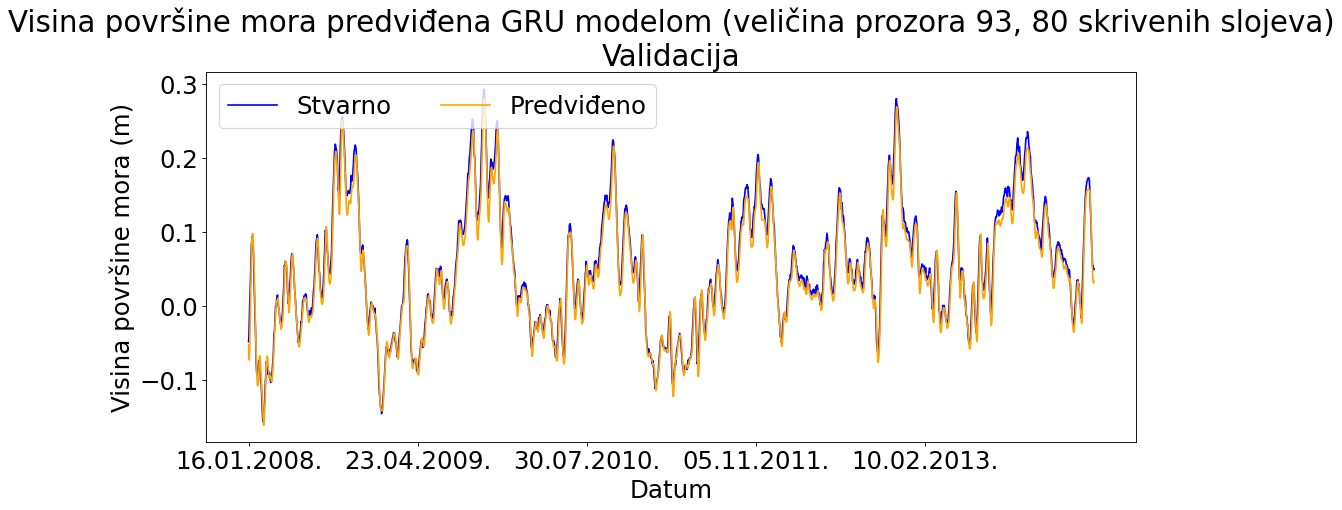 Visina površine mora predviđena GRU modelom (veličina prozora 93, 80 skrivenih slojeva)
Validacija
Stvarno
Predviđeno
Visina površine mora (m)
0.3
0.2
0.1
0.0
−0.1
16.01.2008.
23.04.2009.
30.07.2010.
05.11.2011.
10.02.2013.
Datum